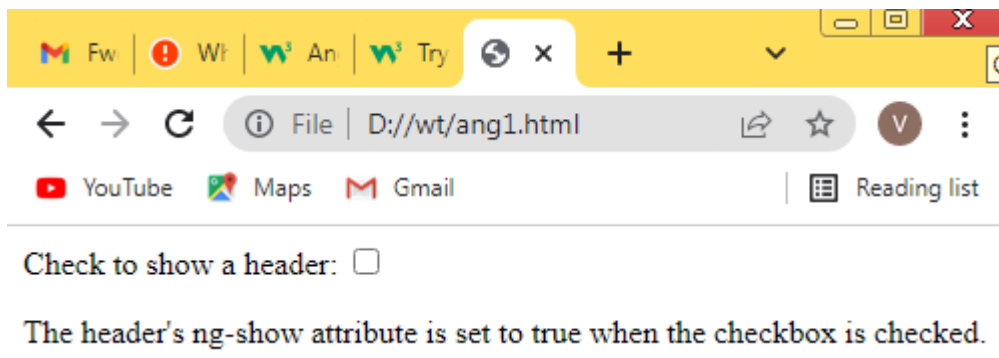 Fw
Wh
An
Try
File D://wt/ang1.html
V
YouTube Maps Gmail
Reading list
Check to show a header:
The header's ng-show attribute is set to true when the checkbox is checked.